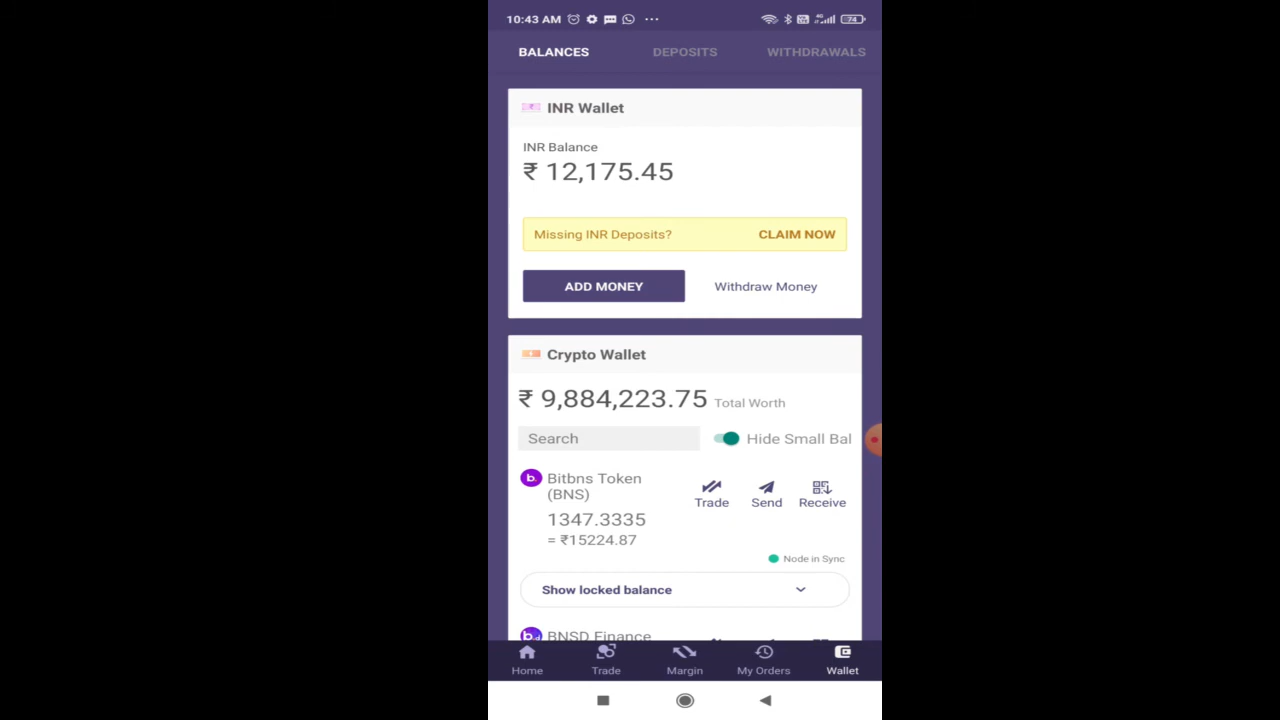 10:43 AM ...
4G 74
BALANCES DEPOSITS WITHDRAWALS
INR Wallet
INR Balance
₹ 12,175.45
Missing INR Deposits? CLAIM NOW
ADD MONEY Withdraw Money
Crypto Wallet
₹ 9,884,223.75 Total Worth
Search Hide Small Bal
b. Bitbns Token
(BNS)
Trade Send Receive
1347.3335
= ₹15224.87
Node in Sync
Show locked balance
BNSD Finance
Home Trade Margin My Orders Wallet